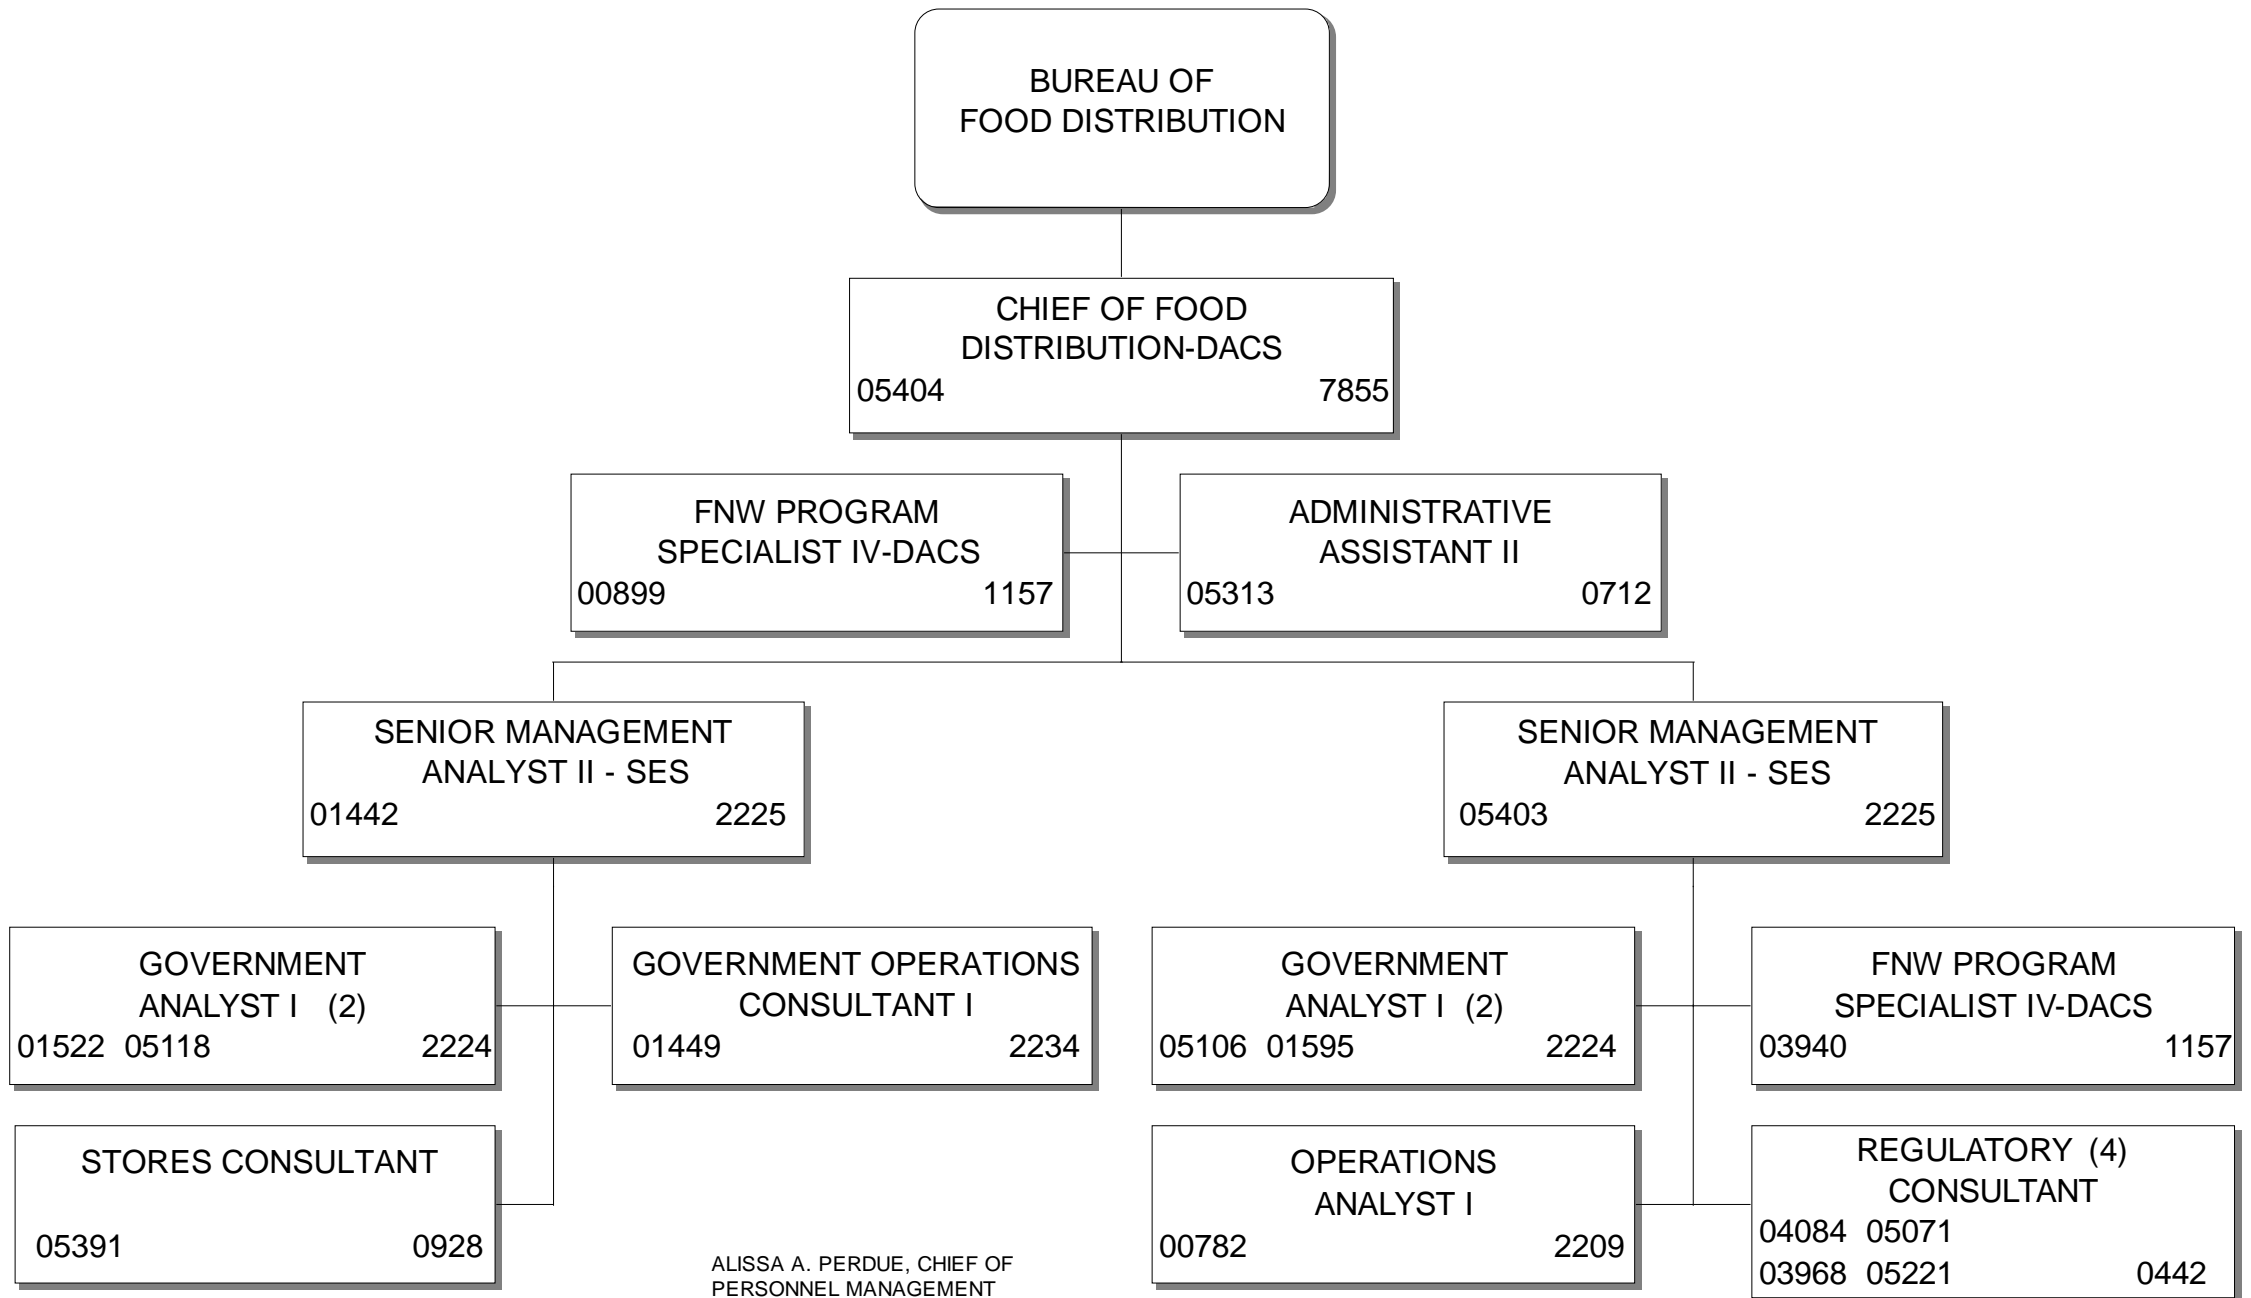 BUREAU OF
FOOD DISTRIBUTION
CHIEF OF FOOD
DISTRIBUTION-DACS
05404 7855
FNW PROGRAM
SPECIALIST IV-DACS
00899 1157
ADMINISTRATIVE
ASSISTANT II
05313 0712
SENIOR MANAGEMENT
ANALYST II - SES
01442 2225
SENIOR MANAGEMENT
ANALYST II - SES
05403 2225
GOVERNMENT
ANALYST I (2)
01522 05118 2224
GOVERNMENT OPERATIONS
CONSULTANT I
01449 2234
GOVERNMENT
ANALYST I (2)
05106 01595 2224
FNW PROGRAM
SPECIALIST IV-DACS
03940 1157
STORES CONSULTANT
05391 0928
OPERATIONS
ANALYST I
00782 2209
REGULATORY (4)
CONSULTANT
04084 05071
03968 05221 0442
ALISSA A. PERDUE, CHIEF OF
PERSONNEL MANAGEMENT